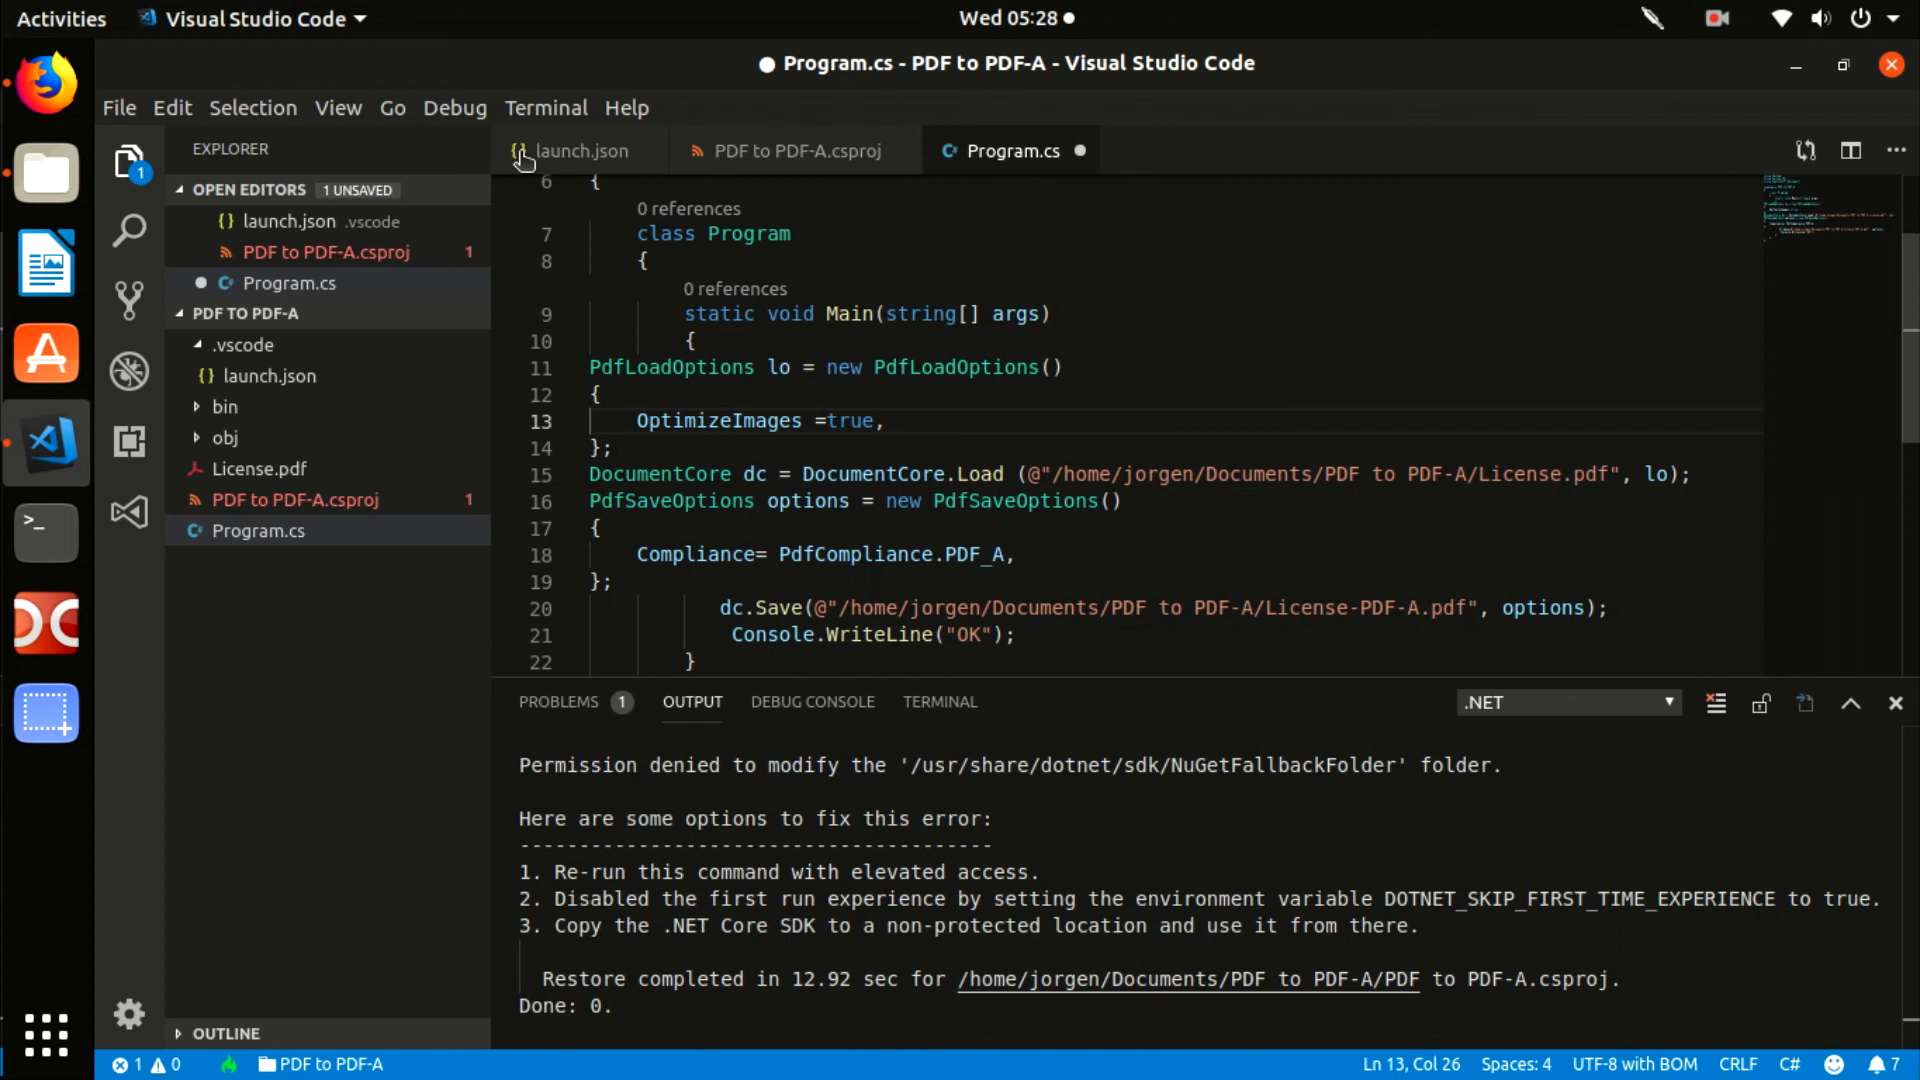 Activities
Visual Studio Code
Wed 05:28
Program.cs - PDF to PDF-A - Visual Studio Code
File Edit Selection View Go Debug Terminal Help
EXPLORER
launch.json
PDF to PDF-A.csproj
Program.cs
1
OPEN EDITORS 1 UNSAVED
{} launch.json .vscode
PDF to PDF-A.csproj 1
Program.cs
PDF TO PDF-A
.vscode
{} launch.json
bin
obj
License.pdf
PDF to PDF-A.csproj 1
Program.cs
OUTLINE
6 {
0 references
7 class Program
8 {
0 references
9 static void Main(string[] args)
10 {
11 PdfLoadOptions lo = new PdfLoadOptions()
12 {
13 OptimizeImages =true,
14 };
15 DocumentCore dc = DocumentCore.Load (@"/home/jorgen/Documents/PDF to PDF-A/License.pdf", lo);
16 PdfSaveOptions options = new PdfSaveOptions()
17 {
18 Compliance= PdfCompliance.PDF_A,
19 };
20 dc.Save(@"/home/jorgen/Documents/PDF to PDF-A/License-PDF-A.pdf", options);
21 Console.WriteLine("OK");
22 }
PROBLEMS 1 OUTPUT DEBUG CONSOLE TERMINAL
.NET
Permission denied to modify the '/usr/share/dotnet/sdk/NuGetFallbackFolder' folder.
Here are some options to fix this error:
----------------------------------------
1. Re-run this command with elevated access.
2. Disabled the first run experience by setting the environment variable DOTNET_SKIP_FIRST_TIME_EXPERIENCE to true.
3. Copy the .NET Core SDK to a non-protected location and use it from there.
Restore completed in 12.92 sec for /home/jorgen/Documents/PDF to PDF-A/PDF to PDF-A.csproj.
Done: 0.
1 0 PDF to PDF-A
Ln 13, Col 26 Spaces: 4 UTF-8 with BOM CRLF C# 7